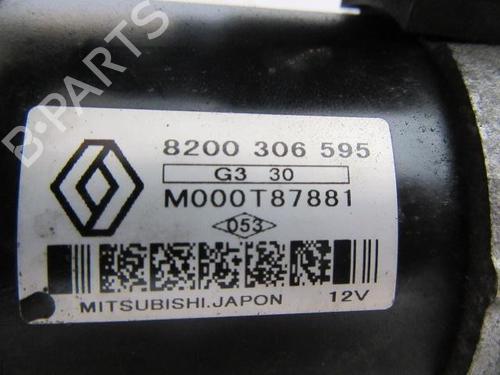 B-PARTS
8200 306 595
G3 30
M000T87881
053
MITSUBISHI.JAPON 12V